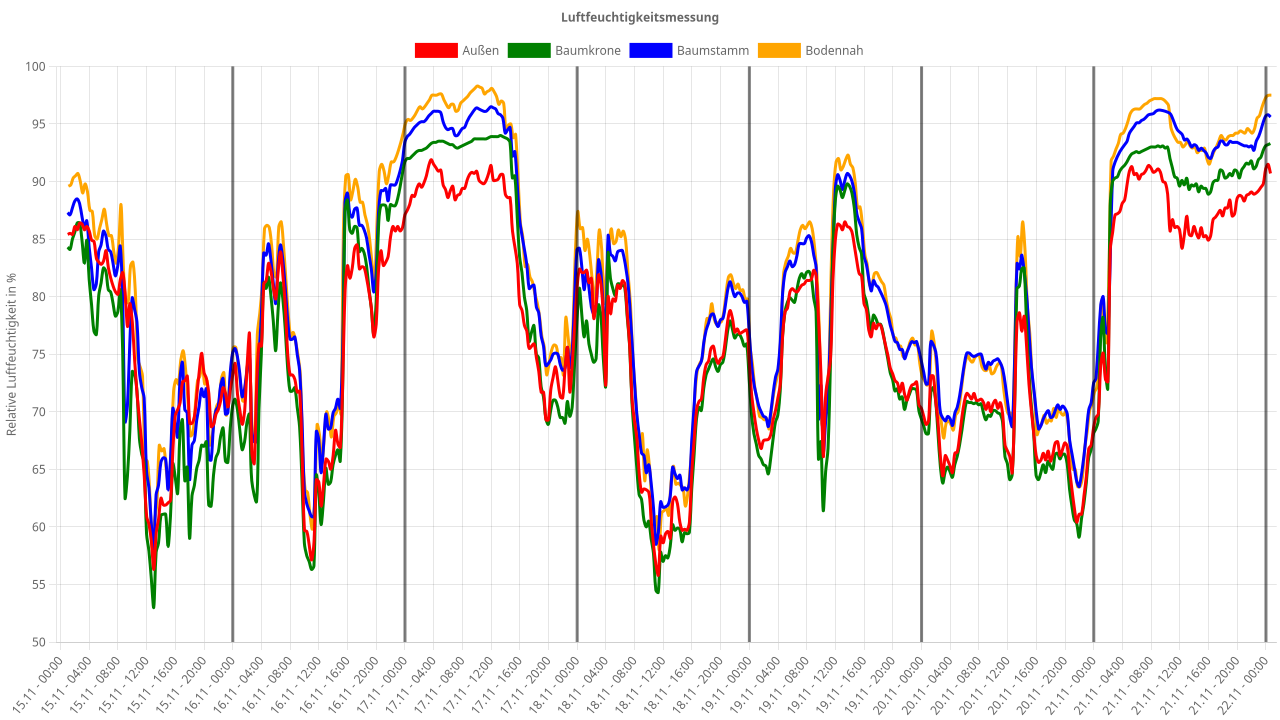 Luftfeuchtigkeitsmessung
Außen
Baumkrone
Baumstamm
Bodennah
Relative Luftfeuchtigkeit in %
100
95
90
85
80
75
70
65
60
55
50
15.11 - 00:00
15.11 - 04:00
15.11 - 08:00
15.11 - 12:00
15.11 - 16:00
15.11 - 20:00
16.11 - 00:00
16.11 - 04:00
16.11 - 08:00
16.11 - 12:00
16.11 - 16:00
16.11 - 20:00
17.11 - 00:00
17.11 - 04:00
17.11 - 08:00
17.11 - 12:00
17.11 - 16:00
17.11 - 20:00
18.11 - 00:00
18.11 - 04:00
18.11 - 08:00
18.11 - 12:00
18.11 - 16:00
18.11 - 20:00
19.11 - 00:00
19.11 - 04:00
19.11 - 08:00
19.11 - 12:00
19.11 - 16:00
19.11 - 20:00
20.11 - 00:00
20.11 - 04:00
20.11 - 08:00
20.11 - 12:00
20.11 - 16:00
20.11 - 20:00
21.11 - 00:00
21.11 - 04:00
21.11 - 08:00
21.11 - 12:00
21.11 - 16:00
21.11 - 20:00
22.11 - 00:00